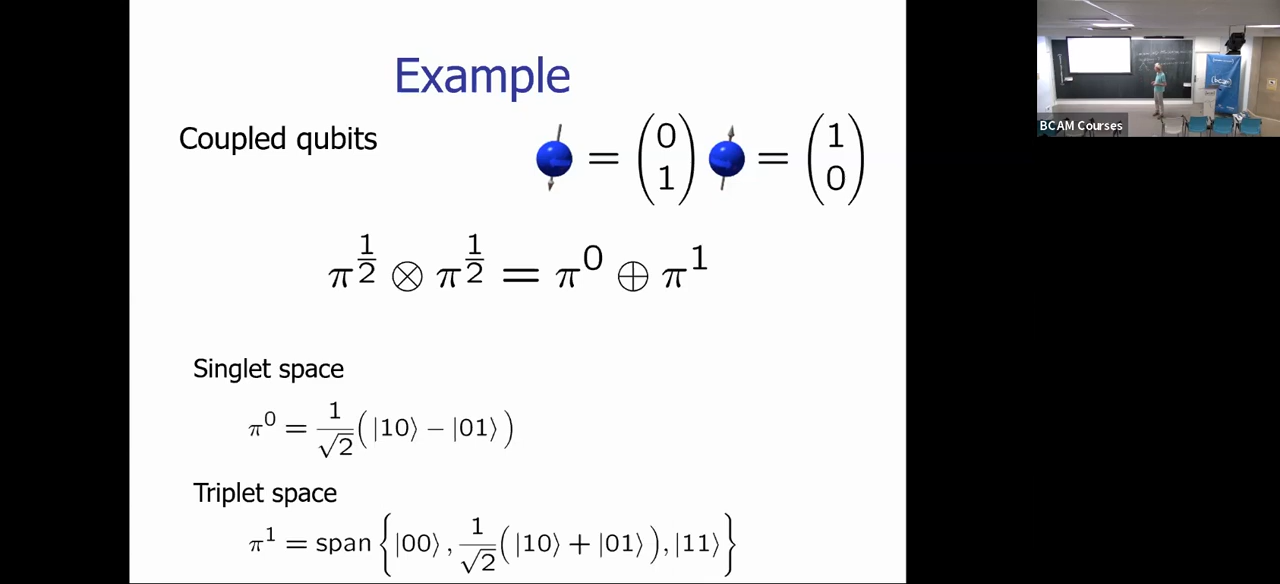 Example
Coupled qubits
= (0 1) = (1 0)
π^{1/2} ⊗ π^{1/2} = π^0 ⊕ π^1
Singlet space
π^0 = 1/√2 (|10⟩ − |01⟩)
Triplet space
π^1 = span {|00⟩, 1/√2 (|10⟩ + |01⟩), |11⟩}
BCAM Courses